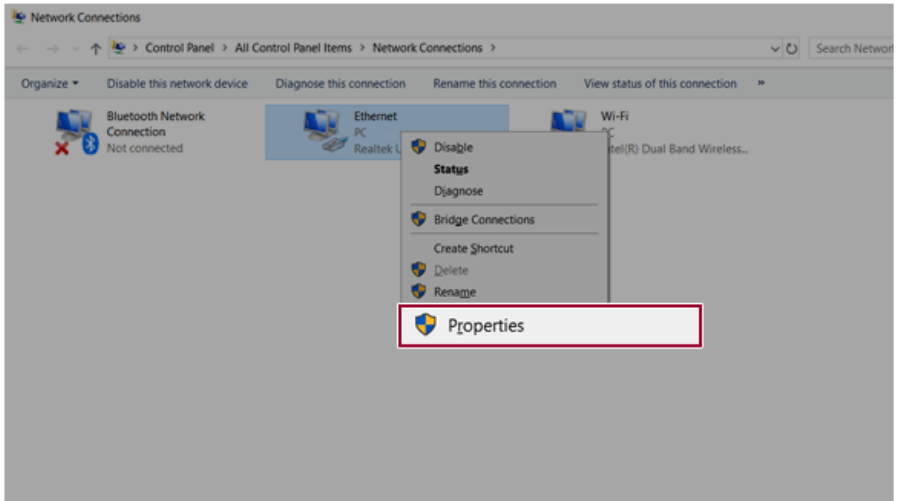 Network Connections
Control Panel > All Control Panel Items > Network Connections >
Search Networ
Organize Disable this network device Diagnose this connection Rename this connection View status of this connection »
Bluetooth Network
Connection
Not connected
Ethernet
PC
Realtek U
Wi-Fi
PC
ntel(R) Dual Band Wireless...
Disable
Status
Diagnose
Bridge Connections
Create Shortcut
Delete
Rename
Properties